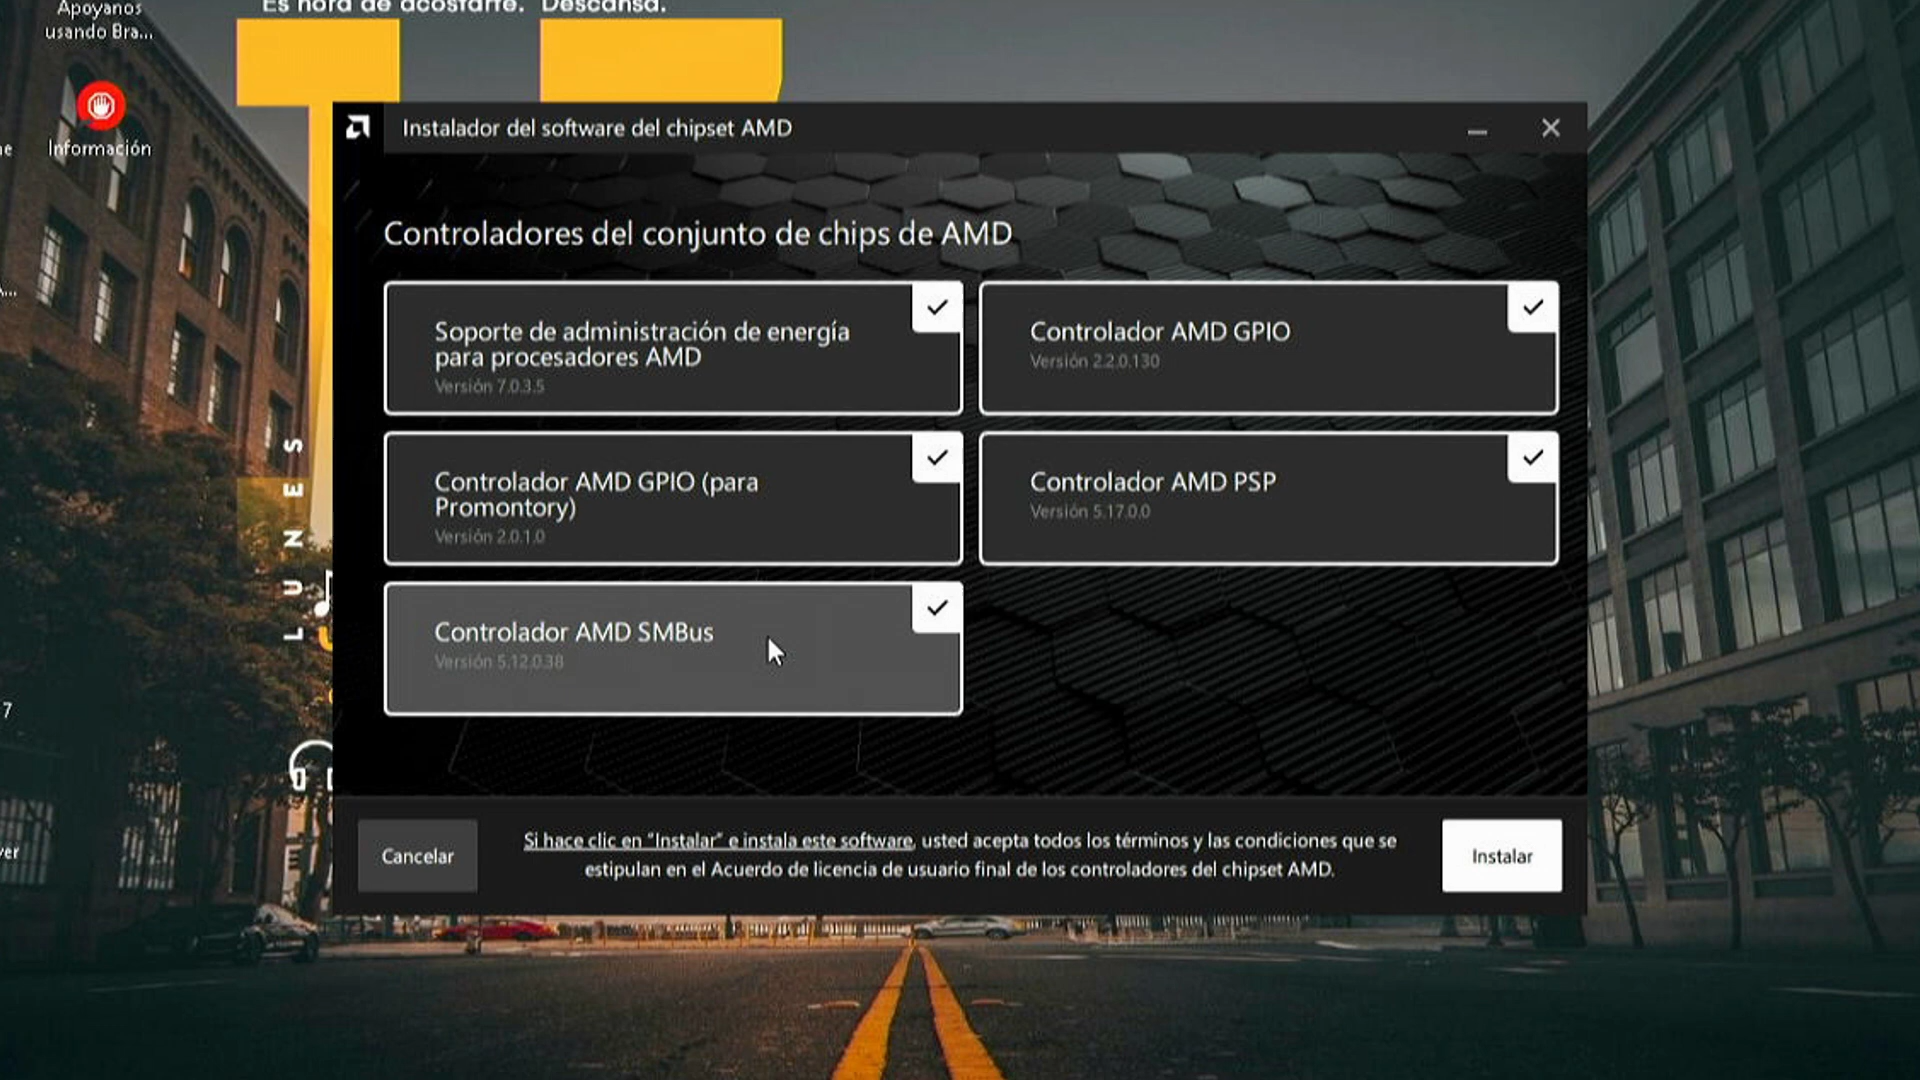 Apoyanos
usando Bra...
Es hora de acostarte. Descansa.
Información
LUNES
7
Instalador del software del chipset AMD
Controladores del conjunto de chips de AMD
Soporte de administración de energía
para procesadores AMD
Versión 7.0.3.5
Controlador AMD GPIO
Versión 2.2.0.130
Controlador AMD GPIO (para
Promontory)
Versión 2.0.1.0
Controlador AMD PSP
Versión 5.17.0.0
Controlador AMD SMBus
Versión 5.12.0.38
Cancelar
Si hace clic en "Instalar" e instala este software, usted acepta todos los términos y las condiciones que se
estipulan en el Acuerdo de licencia de usuario final de los controladores del chipset AMD.
Instalar